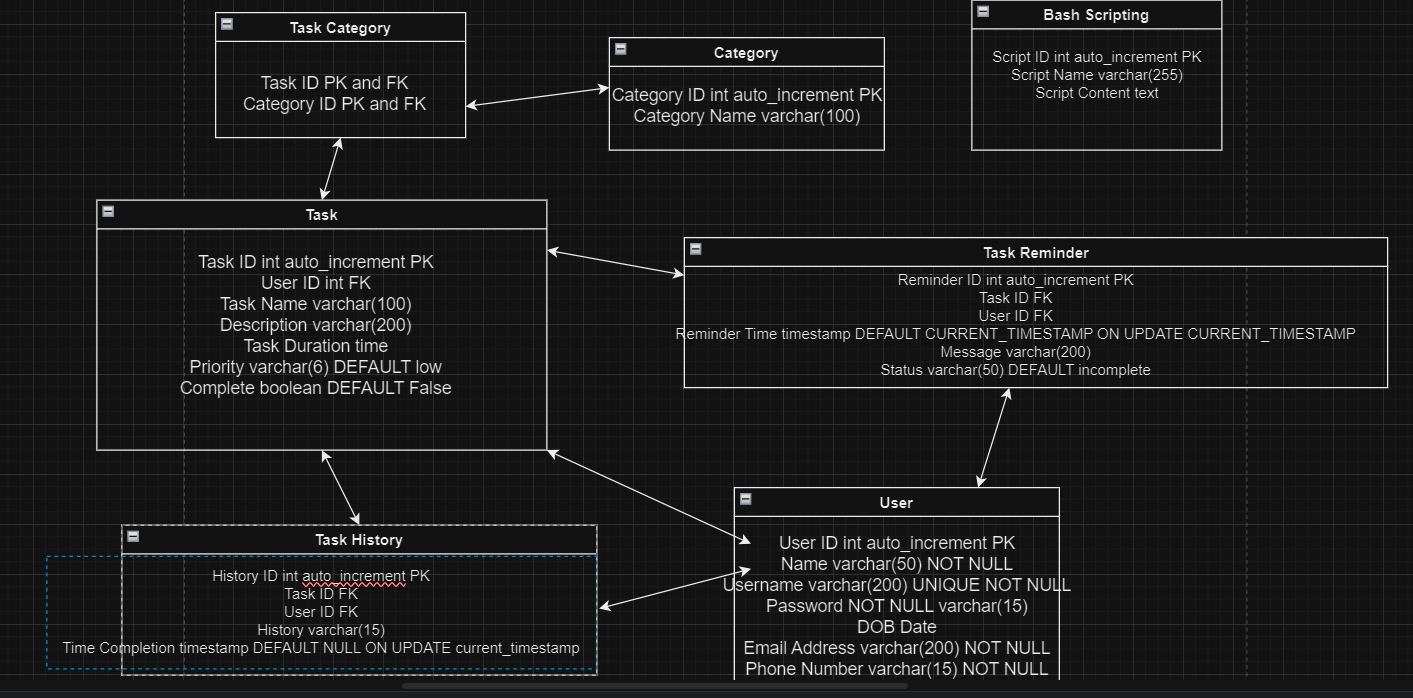 Task Category
Task ID PK and FK
Category ID PK and FK
Category
Category ID int auto_increment PK
Category Name varchar(100)
Bash Scripting
Script ID int auto_increment PK
Script Name varchar(255)
Script Content text
Task
Task ID int auto_increment PK
User ID int FK
Task Name varchar(100)
Description varchar(200)
Task Duration time
Priority varchar(6) DEFAULT low
Complete boolean DEFAULT False
Task Reminder
Reminder ID int auto_increment PK
Task ID FK
User ID FK
Reminder Time timestamp DEFAULT CURRENT_TIMESTAMP ON UPDATE CURRENT_TIMESTAMP
Message varchar(200)
Status varchar(50) DEFAULT incomplete
Task History
History ID int auto_increment PK
Task ID FK
User ID FK
History varchar(15)
Time Completion timestamp DEFAULT NULL ON UPDATE current_timestamp
User
User ID int auto_increment PK
Name varchar(50) NOT NULL
Username varchar(200) UNIQUE NOT NULL
Password NOT NULL varchar(15)
DOB Date
Email Address varchar(200) NOT NULL
Phone Number varchar(15) NOT NULL